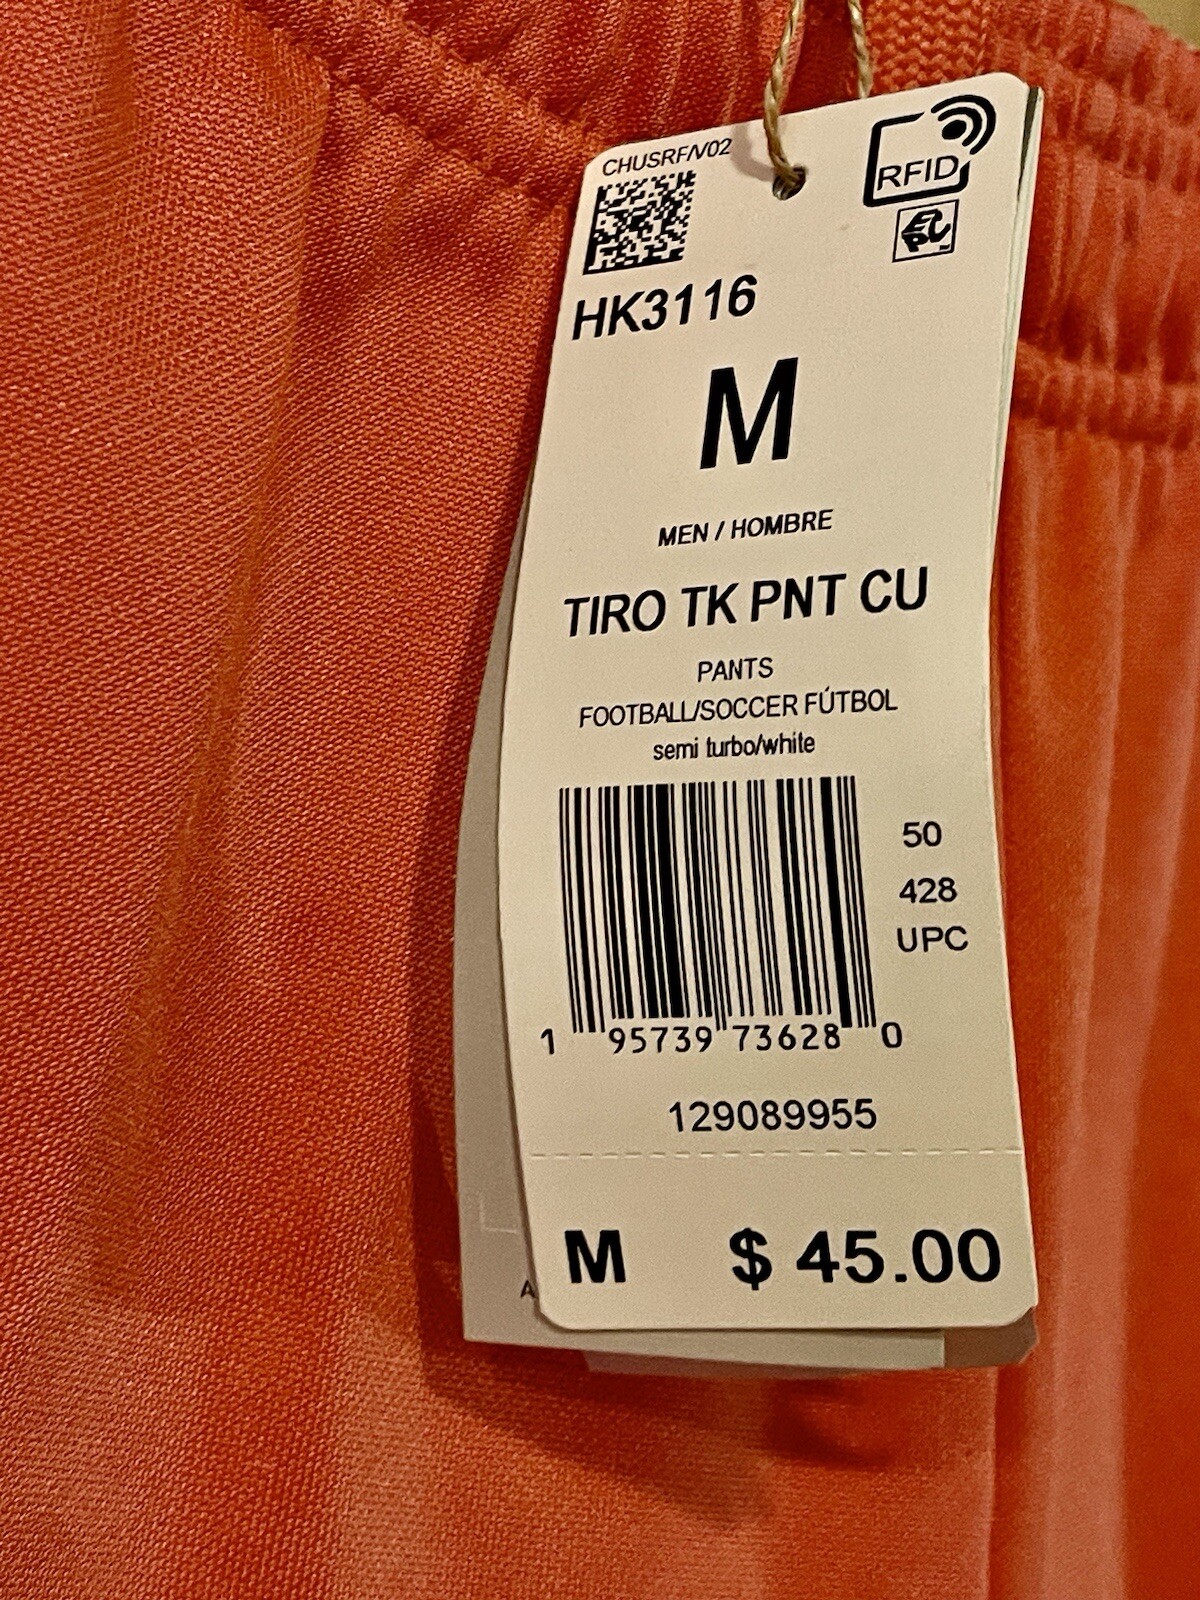 CHUSRF/V02
RFID
HK3116
M
MEN / HOMBRE
TIRO TK PNT CU
PANTS
FOOTBALL/SOCCER FÚTBOL
semi turbo/white
50
428
UPC
1 95739 73628 0
129089955
M $ 45.00
A